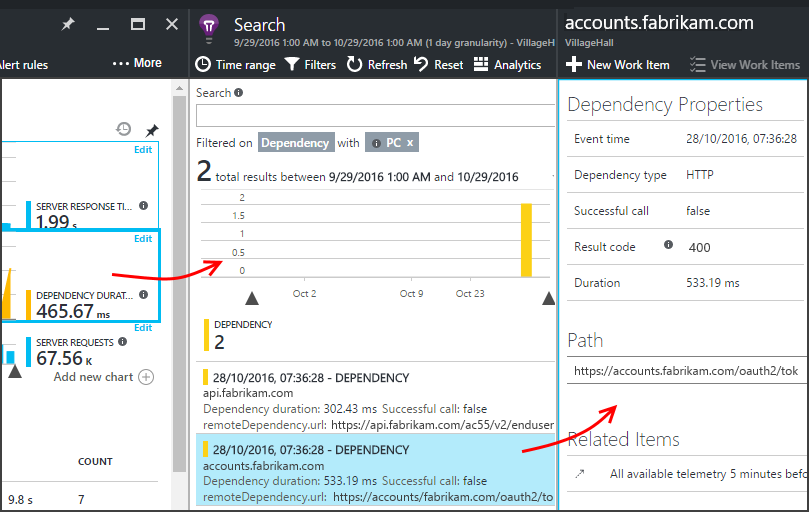 lert rules
More
Edit
SERVER RESPONSE TI...
1.99 s
Edit
DEPENDENCY DURAT...
465.67 ms
Edit
SERVER REQUESTS
67.56 K
Add new chart
COUNT
9.8 s 7
Search
9/29/2016 1:00 AM to 10/29/2016 1:00 AM (1 day granularity) - VillageH
Time range Filters Refresh Reset Analytics
Search
Filtered on Dependency with PC x
2 total results between 9/29/2016 1:00 AM and 10/29/2016
2
1.5
1
0.5
0
Oct 2 Oct 9 Oct 23
DEPENDENCY
2
28/10/2016, 07:36:28 - DEPENDENCY
api.fabrikam.com
Dependency duration: 302.43 ms Successful call: false
remoteDependency.url: https://api.fabrikam.com/ac55/v2/enduser
28/10/2016, 07:36:28 - DEPENDENCY
accounts.fabrikam.com
Dependency duration: 533.19 ms Successful call: false
remoteDependency.url: https://accounts/fabrikam.com/oauth2/to
accounts.fabrikam.com
VillageHall
New Work Item View Work Items
Dependency Properties
Event time 28/10/2016, 07:36:28
Dependency type HTTP
Successful call false
Result code 400
Duration 533.19 ms
Path
https://accounts.fabrikam.com/oauth2/tok
Related Items
All available telemetry 5 minutes befo